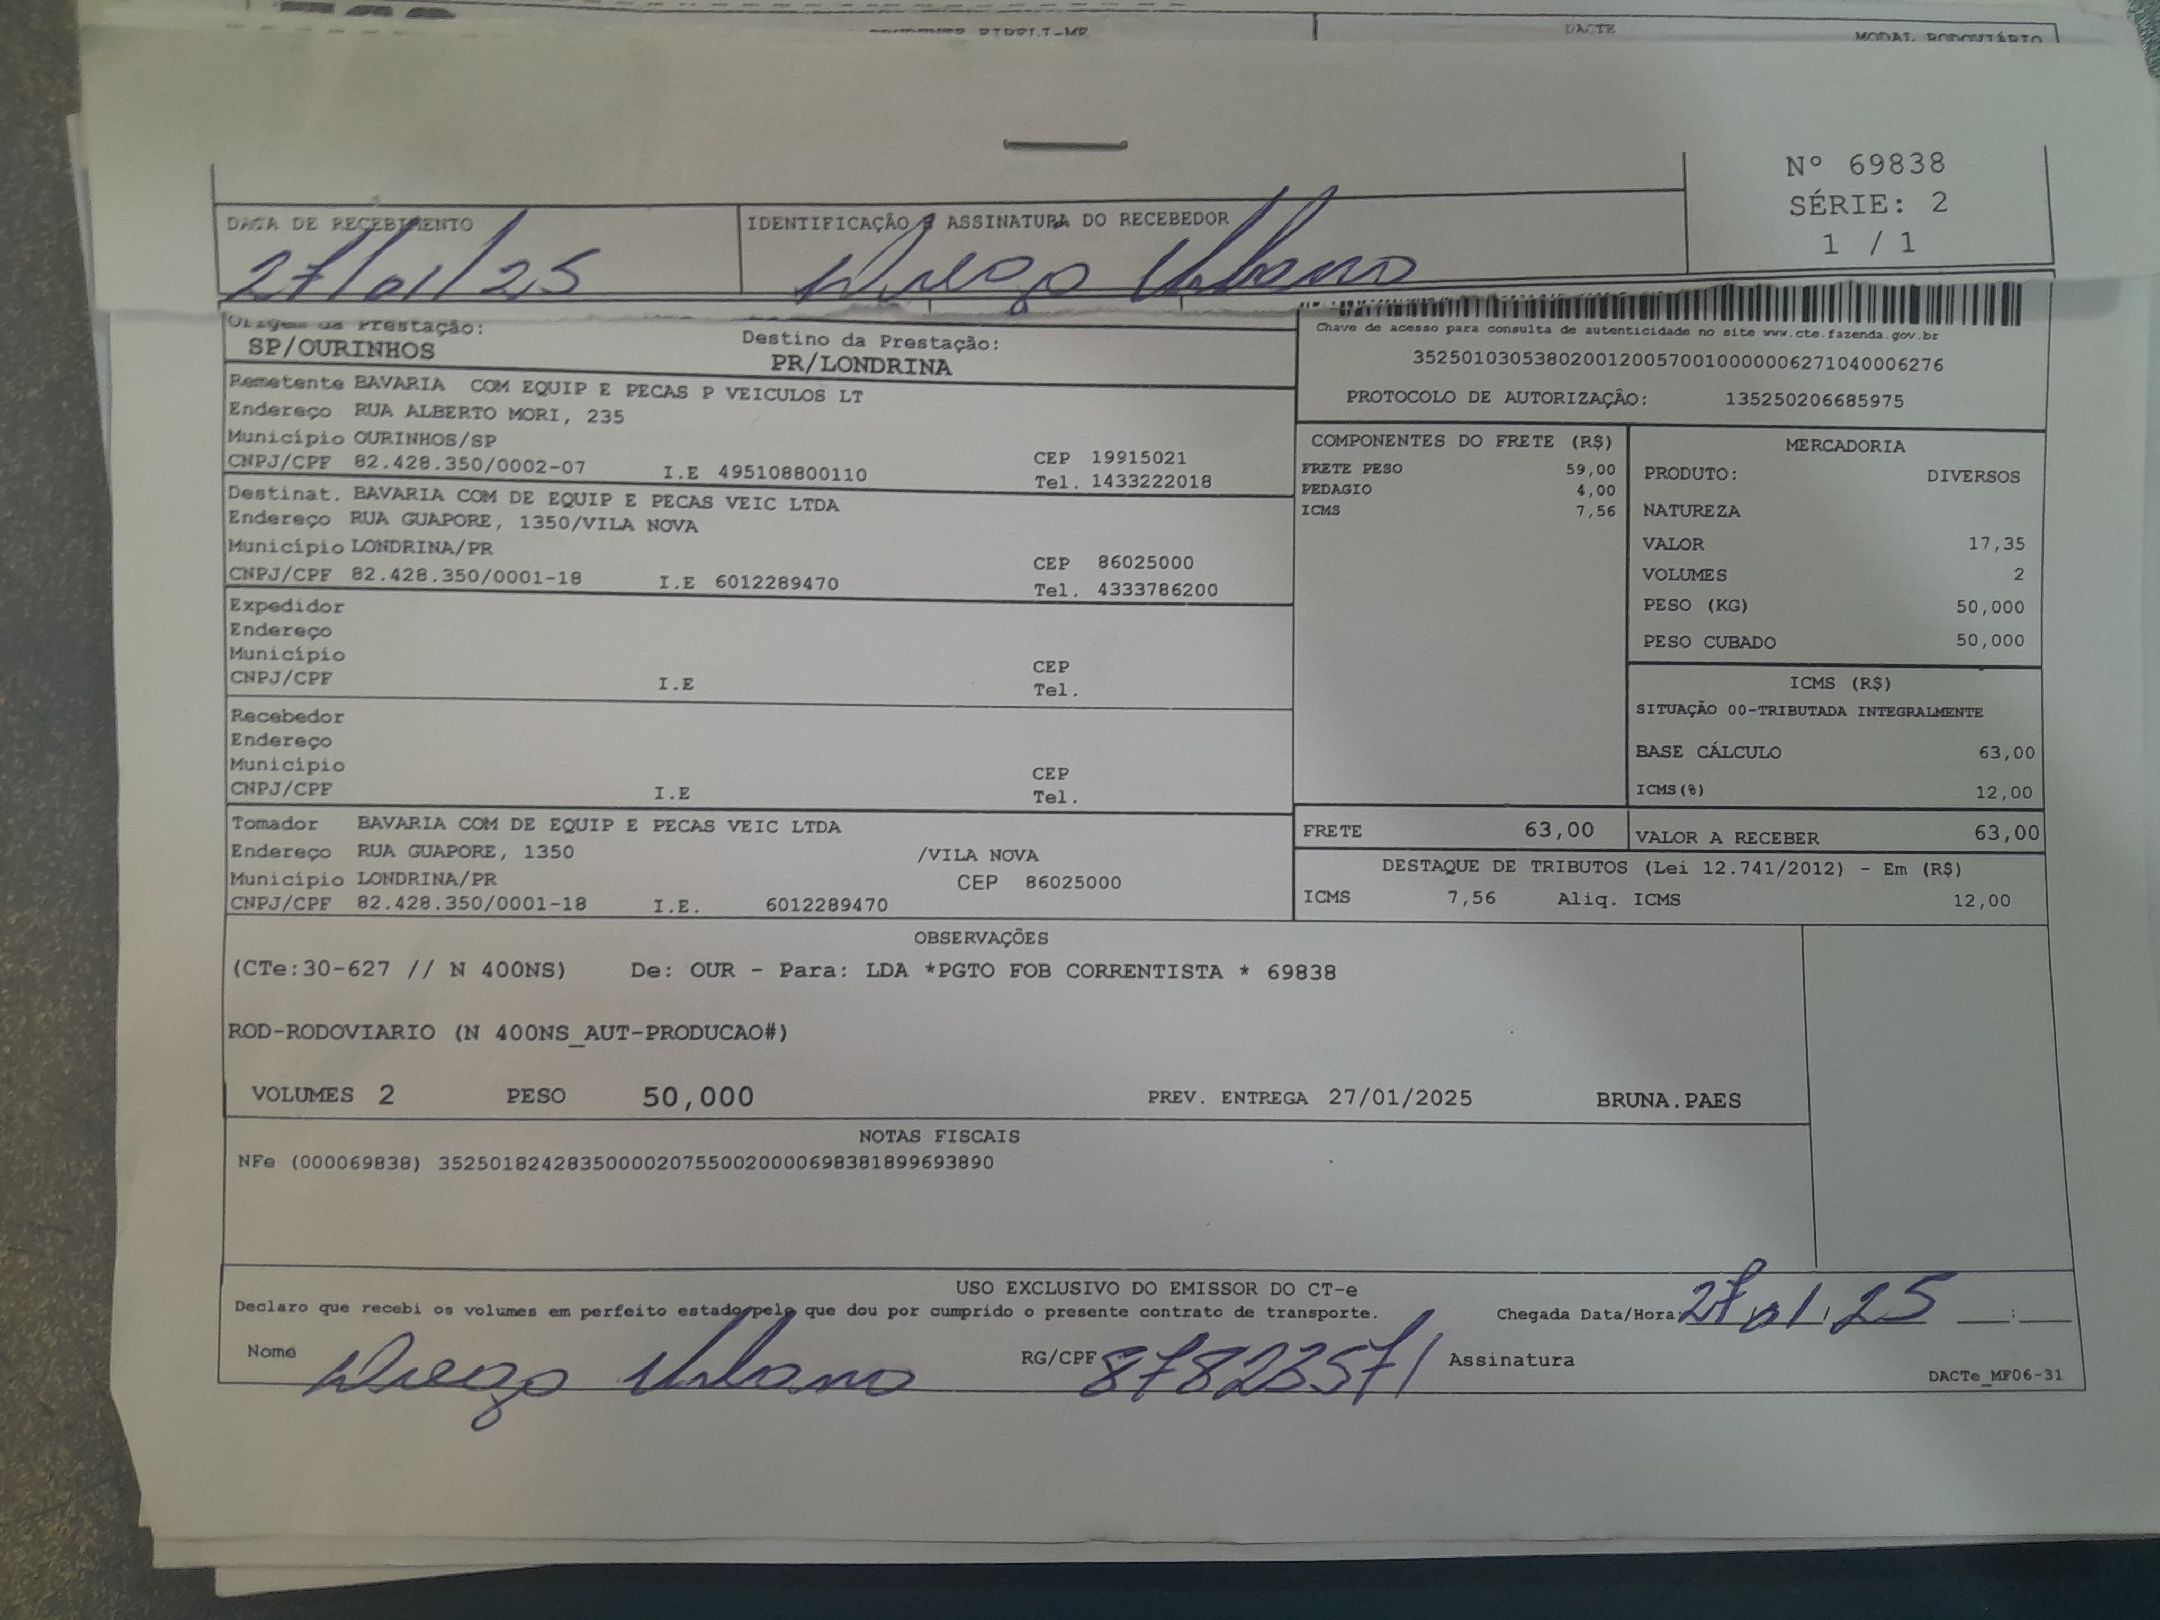 DACTE
MODAL RODOVIÁRIO
Nº 69838
SÉRIE: 2
1 / 1
DATA DE RECEBIMENTO
IDENTIFICAÇÃO E ASSINATURA DO RECEBEDOR
27/01/25
Diego Urbano
Origem da Prestação:
SP/OURINHOS
Destino da Prestação:
PR/LONDRINA
Remetente BAVARIA COM EQUIP E PECAS P VEICULOS LT
Endereço RUA ALBERTO MORI, 235
Município OURINHOS/SP
CEP 19915021
CNPJ/CPF 82.428.350/0002-07 I.E 495108800110 Tel. 1433222018
Destinat. BAVARIA COM DE EQUIP E PECAS VEIC LTDA
Endereço RUA GUAPORE, 1350/VILA NOVA
Município LONDRINA/PR
CEP 86025000
CNPJ/CPF 82.428.350/0001-18 I.E 6012289470 Tel. 4333786200
Expedidor
Endereço
Município
CEP
CNPJ/CPF I.E Tel.
Recebedor
Endereço
Município
CEP
CNPJ/CPF I.E Tel.
Tomador BAVARIA COM DE EQUIP E PECAS VEIC LTDA
Endereço RUA GUAPORE, 1350 /VILA NOVA
Município LONDRINA/PR CEP 86025000
CNPJ/CPF 82.428.350/0001-18 I.E. 6012289470
Chave de acesso para consulta de autenticidade no site www.cte.fazenda.gov.br
35250103053802001200570010000006271040006276
PROTOCOLO DE AUTORIZAÇÃO: 135250206685975
COMPONENTES DO FRETE (R$)
FRETE PESO 59,00
PEDAGIO 4,00
ICMS 7,56
MERCADORIA
PRODUTO: DIVERSOS
NATUREZA
VALOR 17,35
VOLUMES 2
PESO (KG) 50,000
PESO CUBADO 50,000
ICMS (R$)
SITUAÇÃO 00-TRIBUTADA INTEGRALMENTE
BASE CÁLCULO 63,00
ICMS(%) 12,00
FRETE 63,00
VALOR A RECEBER 63,00
DESTAQUE DE TRIBUTOS (Lei 12.741/2012) - Em (R$)
ICMS 7,56 Aliq. ICMS 12,00
OBSERVAÇÕES
(CTe:30-627 // N 400NS) De: OUR - Para: LDA *PGTO FOB CORRENTISTA * 69838
ROD-RODOVIARIO (N 400NS_AUT-PRODUCAO#)
VOLUMES 2 PESO 50,000 PREV. ENTREGA 27/01/2025 BRUNA.PAES
NOTAS FISCAIS
NFe (000069838) 35250182428350000207550020000698381899693890
USO EXCLUSIVO DO EMISSOR DO CT-e
Declaro que recebi os volumes em perfeito estado pelo que dou por cumprido o presente contrato de transporte.
Chegada Data/Hora: 27/01/25 __:__
Nome Diego Urbano RG/CPF 87823571 Assinatura
DACTe_MF06-31